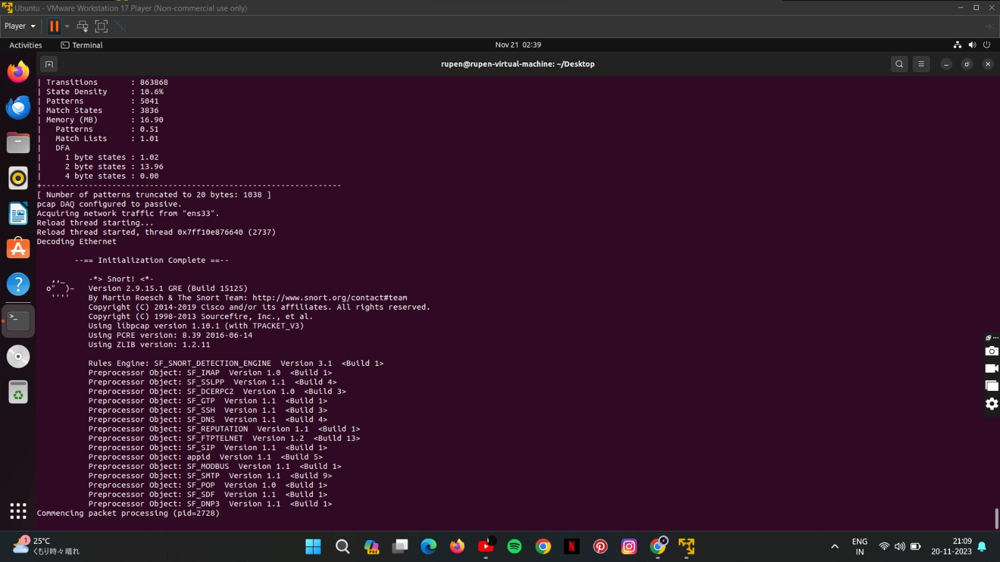 Ubuntu - VMware Workstation 17 Player (Non-commercial use only)
Player
Activities
Terminal
Nov 21 02:39
rupen@rupen-virtual-machine: ~/Desktop
| Transitions       : 863868
| State Density     : 10.6%
| Patterns          : 5041
| Match States      : 3836
| Memory (MB)       : 16.90
|   Patterns        : 0.51
|   Match Lists     : 1.01
|   DFA
|     1 byte states : 1.02
|     2 byte states : 13.96
|     4 byte states : 0.00
+----------------------------------------------------------------
[ Number of patterns truncated to 20 bytes: 1038 ]
pcap DAQ configured to passive.
Acquiring network traffic from "ens33".
Reload thread starting...
Reload thread started, thread 0x7ff10e876640 (2737)
Decoding Ethernet
--== Initialization Complete ==--
,,_     -*> Snort! <*-
o"  )~   Version 2.9.15.1 GRE (Build 15125)
''''    By Martin Roesch & The Snort Team: http://www.snort.org/contact#team
Copyright (C) 2014-2019 Cisco and/or its affiliates. All rights reserved.
Copyright (C) 1998-2013 Sourcefire, Inc., et al.
Using libpcap version 1.10.1 (with TPACKET_V3)
Using PCRE version: 8.39 2016-06-14
Using ZLIB version: 1.2.11
Rules Engine: SF_SNORT_DETECTION_ENGINE  Version 3.1  <Build 1>
Preprocessor Object: SF_IMAP  Version 1.0  <Build 1>
Preprocessor Object: SF_SSLPP  Version 1.1  <Build 4>
Preprocessor Object: SF_DCERPC2  Version 1.0  <Build 3>
Preprocessor Object: SF_GTP  Version 1.1  <Build 1>
Preprocessor Object: SF_SSH  Version 1.1  <Build 3>
Preprocessor Object: SF_DNS  Version 1.1  <Build 4>
Preprocessor Object: SF_REPUTATION  Version 1.1  <Build 1>
Preprocessor Object: SF_FTPTELNET  Version 1.2  <Build 13>
Preprocessor Object: SF_SIP  Version 1.1  <Build 1>
Preprocessor Object: appid  Version 1.1  <Build 5>
Preprocessor Object: SF_MODBUS  Version 1.1  <Build 1>
Preprocessor Object: SF_SMTP  Version 1.1  <Build 9>
Preprocessor Object: SF_POP  Version 1.0  <Build 1>
Preprocessor Object: SF_SDF  Version 1.1  <Build 1>
Preprocessor Object: SF_DNP3  Version 1.1  <Build 1>
Commencing packet processing (pid=2728)
1
25°C
くもり時々晴れ
PRE
N
ENG
IN
21:09
20-11-2023